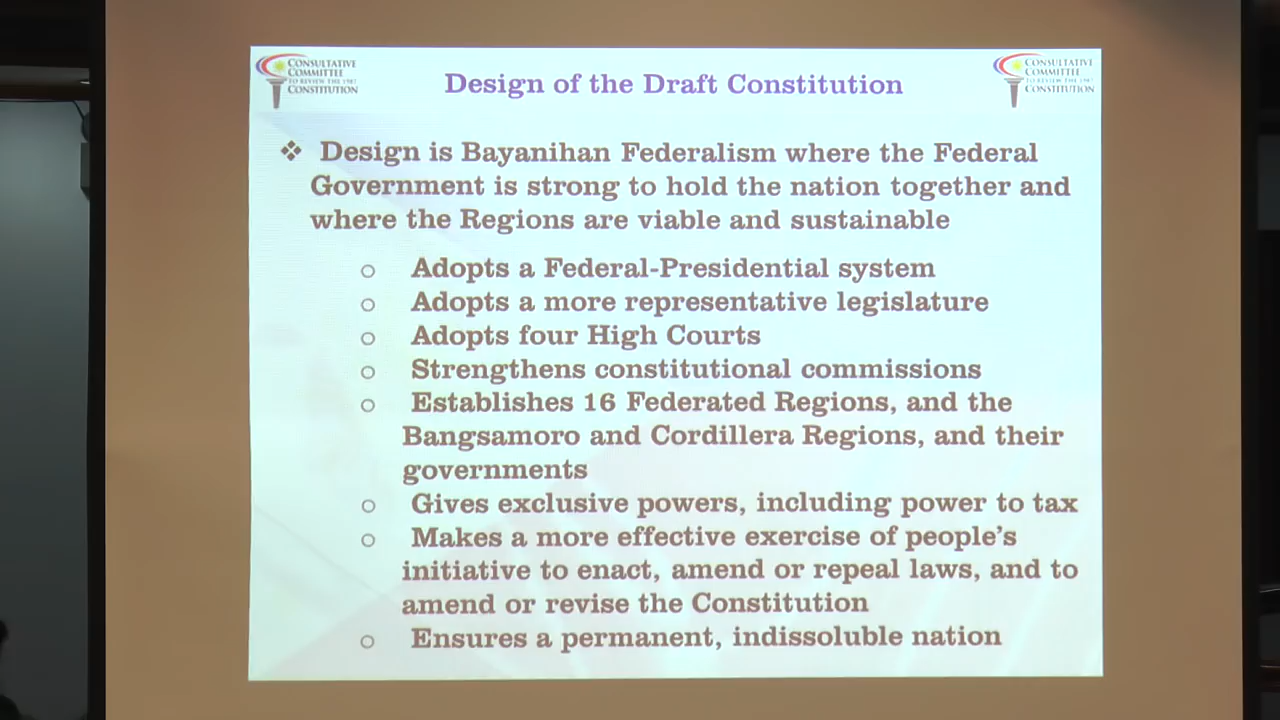 CONSULTATIVE
COMMITTEE
TO REVIEW THE 1987
CONSTITUTION
Design of the Draft Constitution
CONSULTATIVE
COMMITTEE
TO REVIEW THE 1987
CONSTITUTION
❖ Design is Bayanihan Federalism where the Federal
Government is strong to hold the nation together and
where the Regions are viable and sustainable
o Adopts a Federal-Presidential system
o Adopts a more representative legislature
o Adopts four High Courts
o Strengthens constitutional commissions
o Establishes 16 Federated Regions, and the
Bangsamoro and Cordillera Regions, and their
governments
o Gives exclusive powers, including power to tax
o Makes a more effective exercise of people's
initiative to enact, amend or repeal laws, and to
amend or revise the Constitution
o Ensures a permanent, indissoluble nation